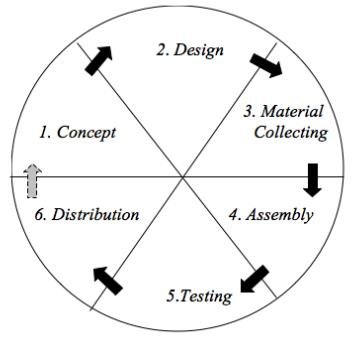 2. Design
3. Material
Collecting
1. Concept
6. Distribution
4. Assembly
5.Testing